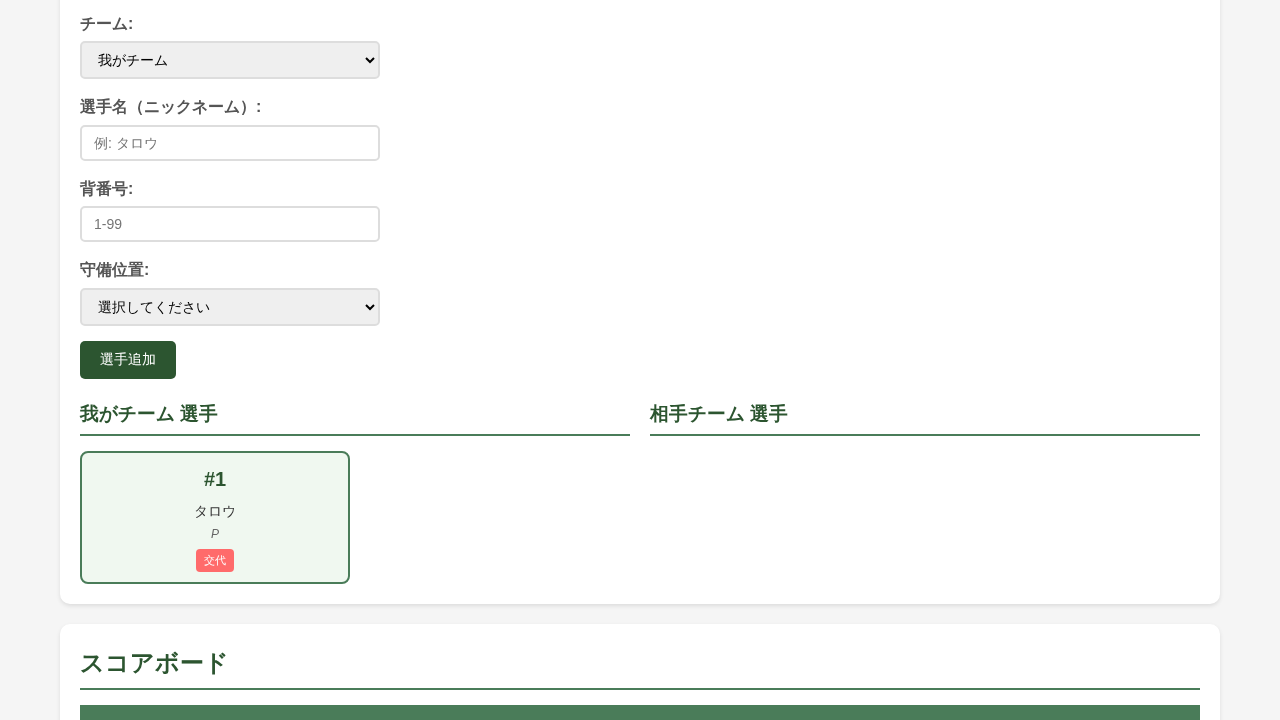 チーム:
我がチーム
選手名（ニックネーム）:
例: タロウ
背番号:
1-99
守備位置:
選択してください
選手追加
我がチーム 選手
相手チーム 選手
#1
タロウ
P
交代
スコアボード